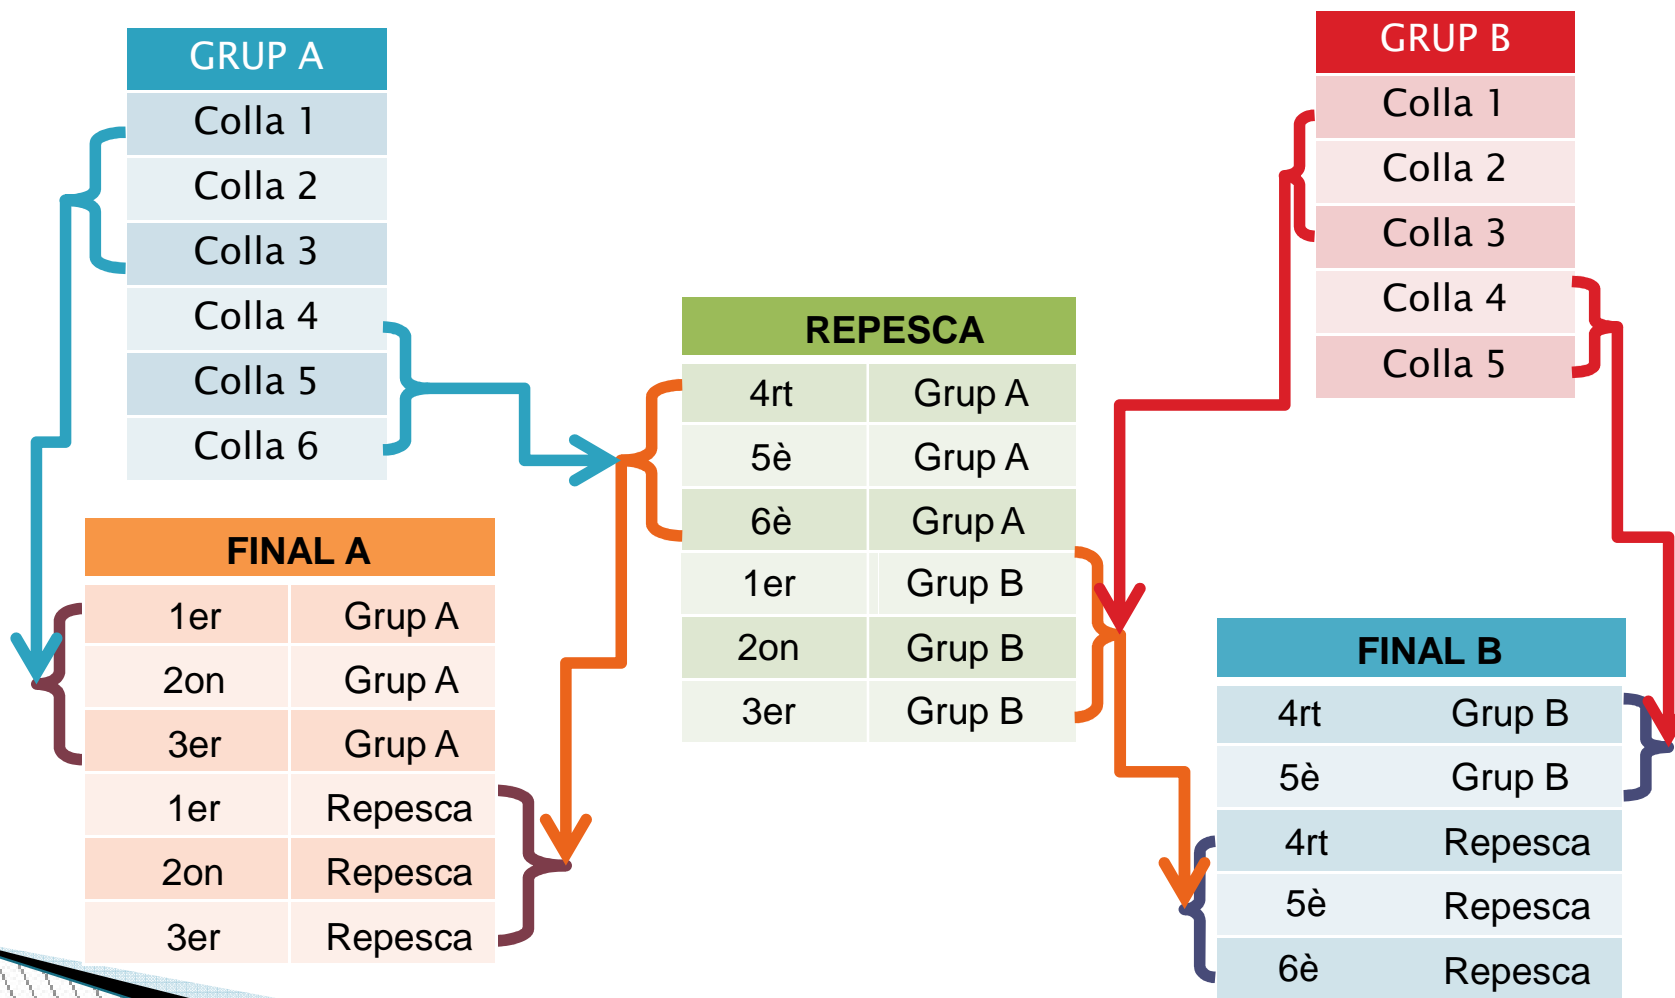 GRUP A
Colla 1
Colla 2
Colla 3
Colla 4
Colla 5
Colla 6
GRUP B
Colla 1
Colla 2
Colla 3
Colla 4
Colla 5
REPESCA
4rt Grup A
5è Grup A
6è Grup A
1er Grup B
2on Grup B
3er Grup B
FINAL A
1er Grup A
2on Grup A
3er Grup A
1er Repesca
2on Repesca
3er Repesca
FINAL B
4rt Grup B
5è Grup B
4rt Repesca
5è Repesca
6è Repesca